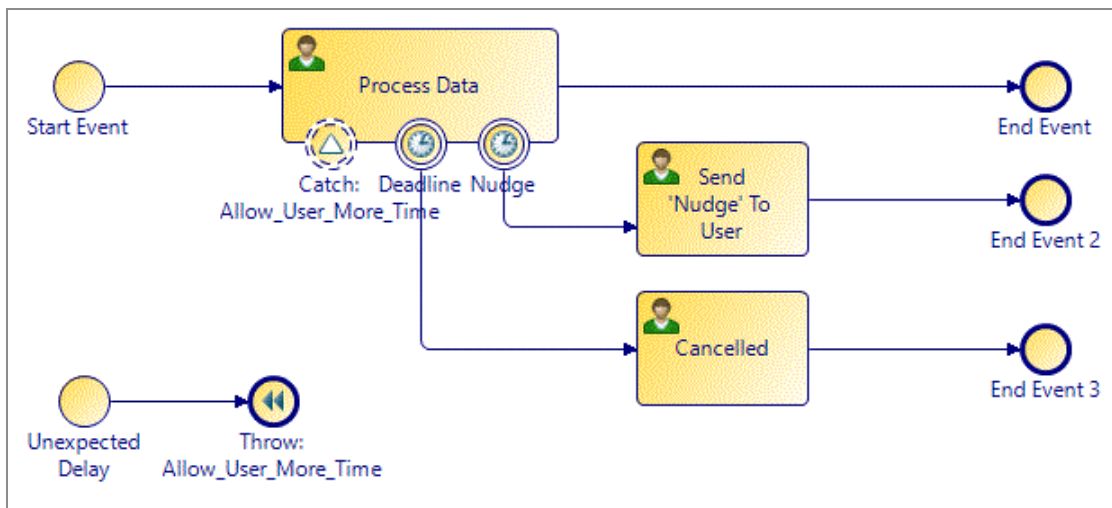 Process Data
Start Event
End Event
Catch:
Allow_User_More_Time
Deadline
Nudge
Send
'Nudge' To
User
End Event 2
Cancelled
End Event 3
Unexpected
Delay
Throw:
Allow_User_More_Time